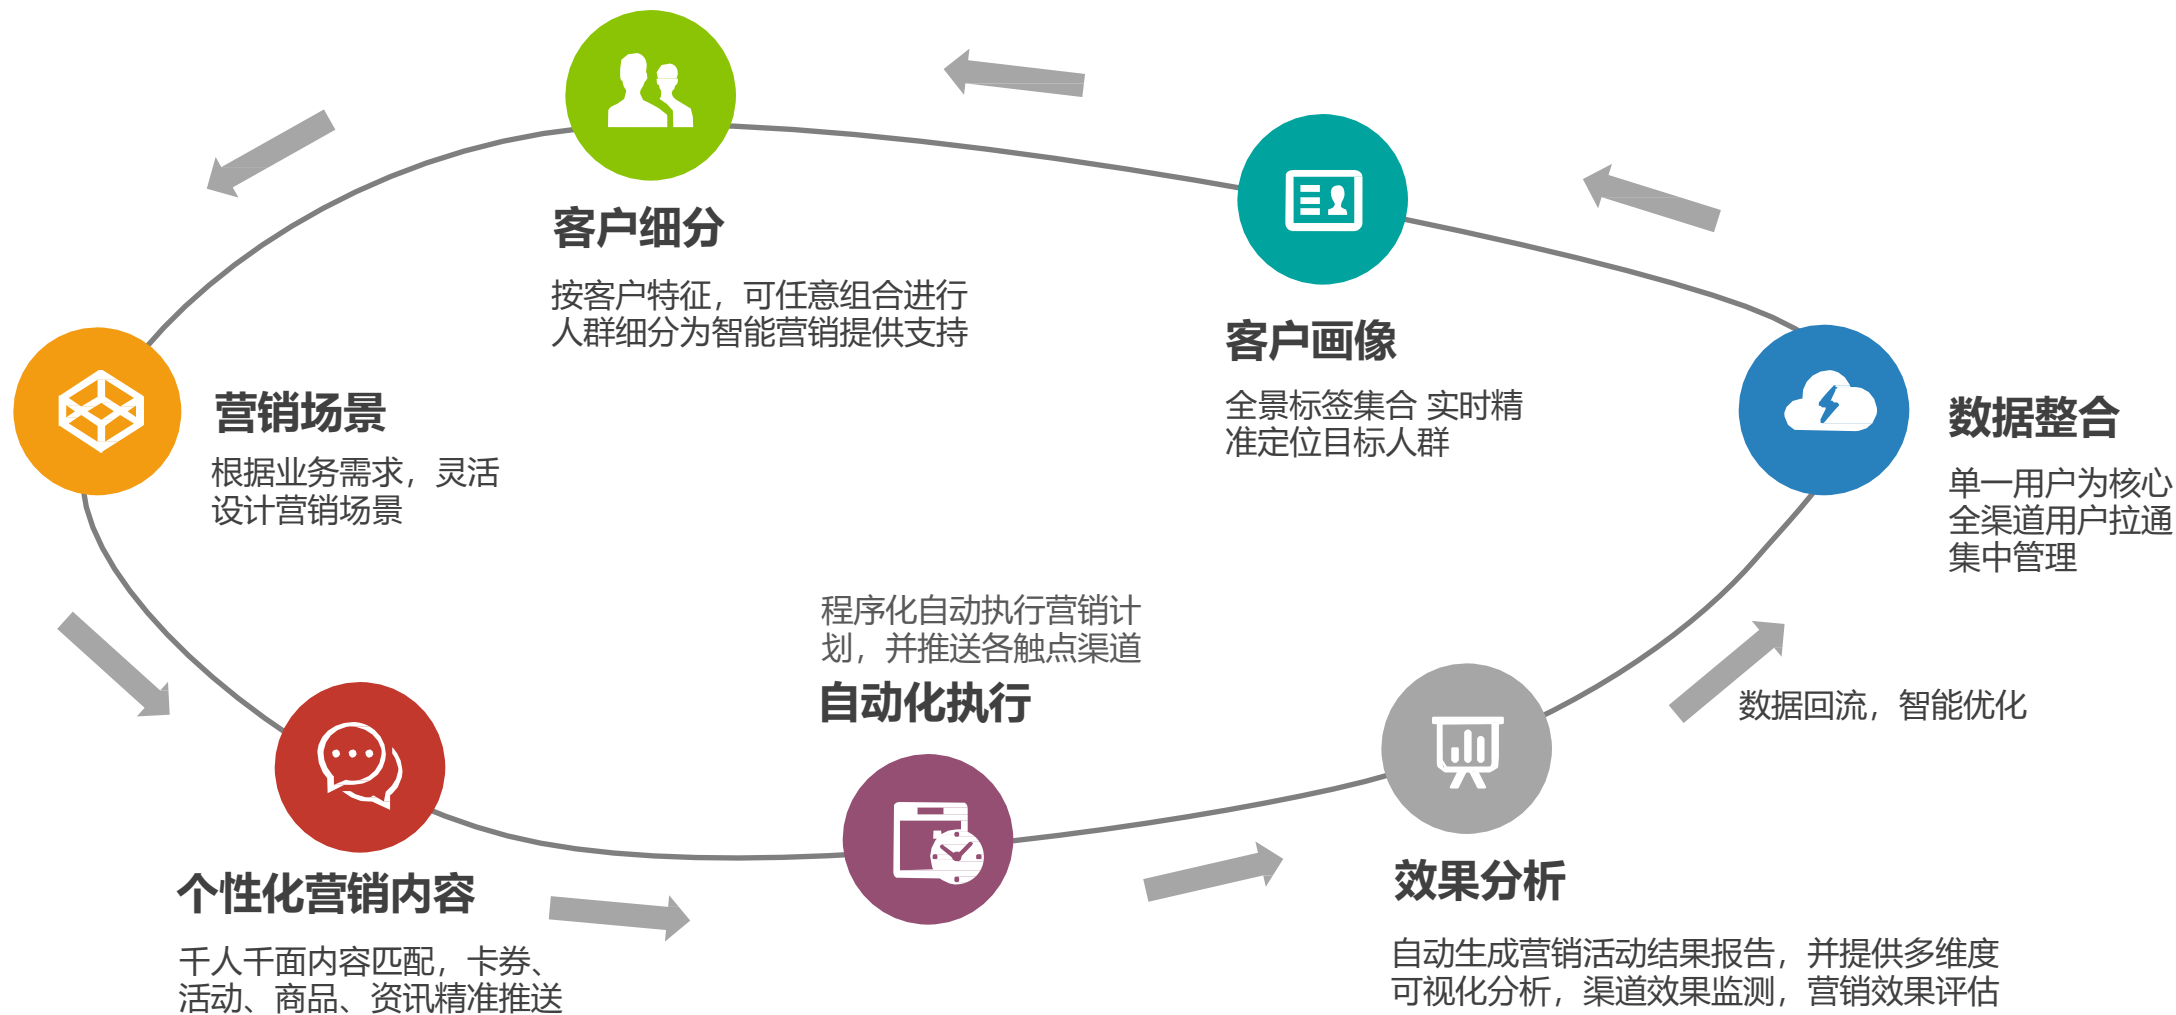 客户细分
按客户特征，可任意组合进行
人群细分为智能营销提供支持
客户画像
全景标签集合 实时精
准定位目标人群
营销场景
根据业务需求，灵活
设计营销场景
数据整合
单一用户为核心
全渠道用户拉通
集中管理
程序化自动执行营销计
划，并推送各触点渠道
自动化执行
数据回流，智能优化
个性化营销内容
千人千面内容匹配，卡券、
活动、商品、资讯精准推送
效果分析
自动生成营销活动结果报告，并提供多维度
可视化分析，渠道效果监测，营销效果评估